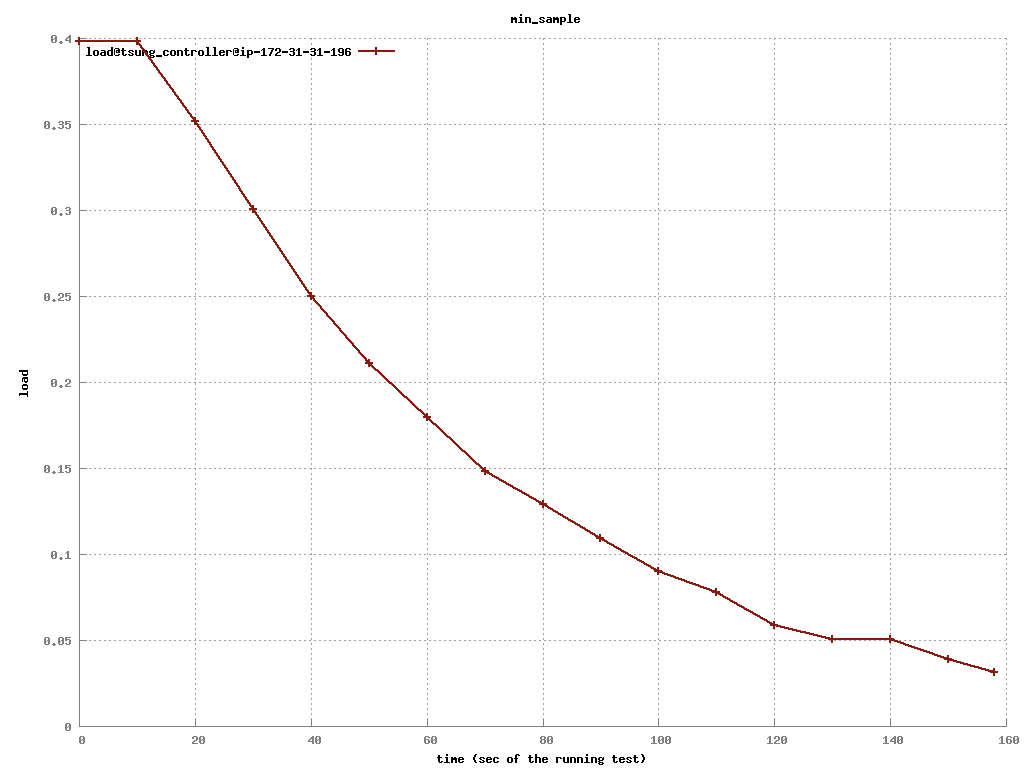 min_sample
load@tsung_controller@ip-172-31-31-196
0.4
0.35
0.3
0.25
0.2
0.15
0.1
0.05
0
load
0 20 40 60 80 100 120 140 160
time (sec of the running test)